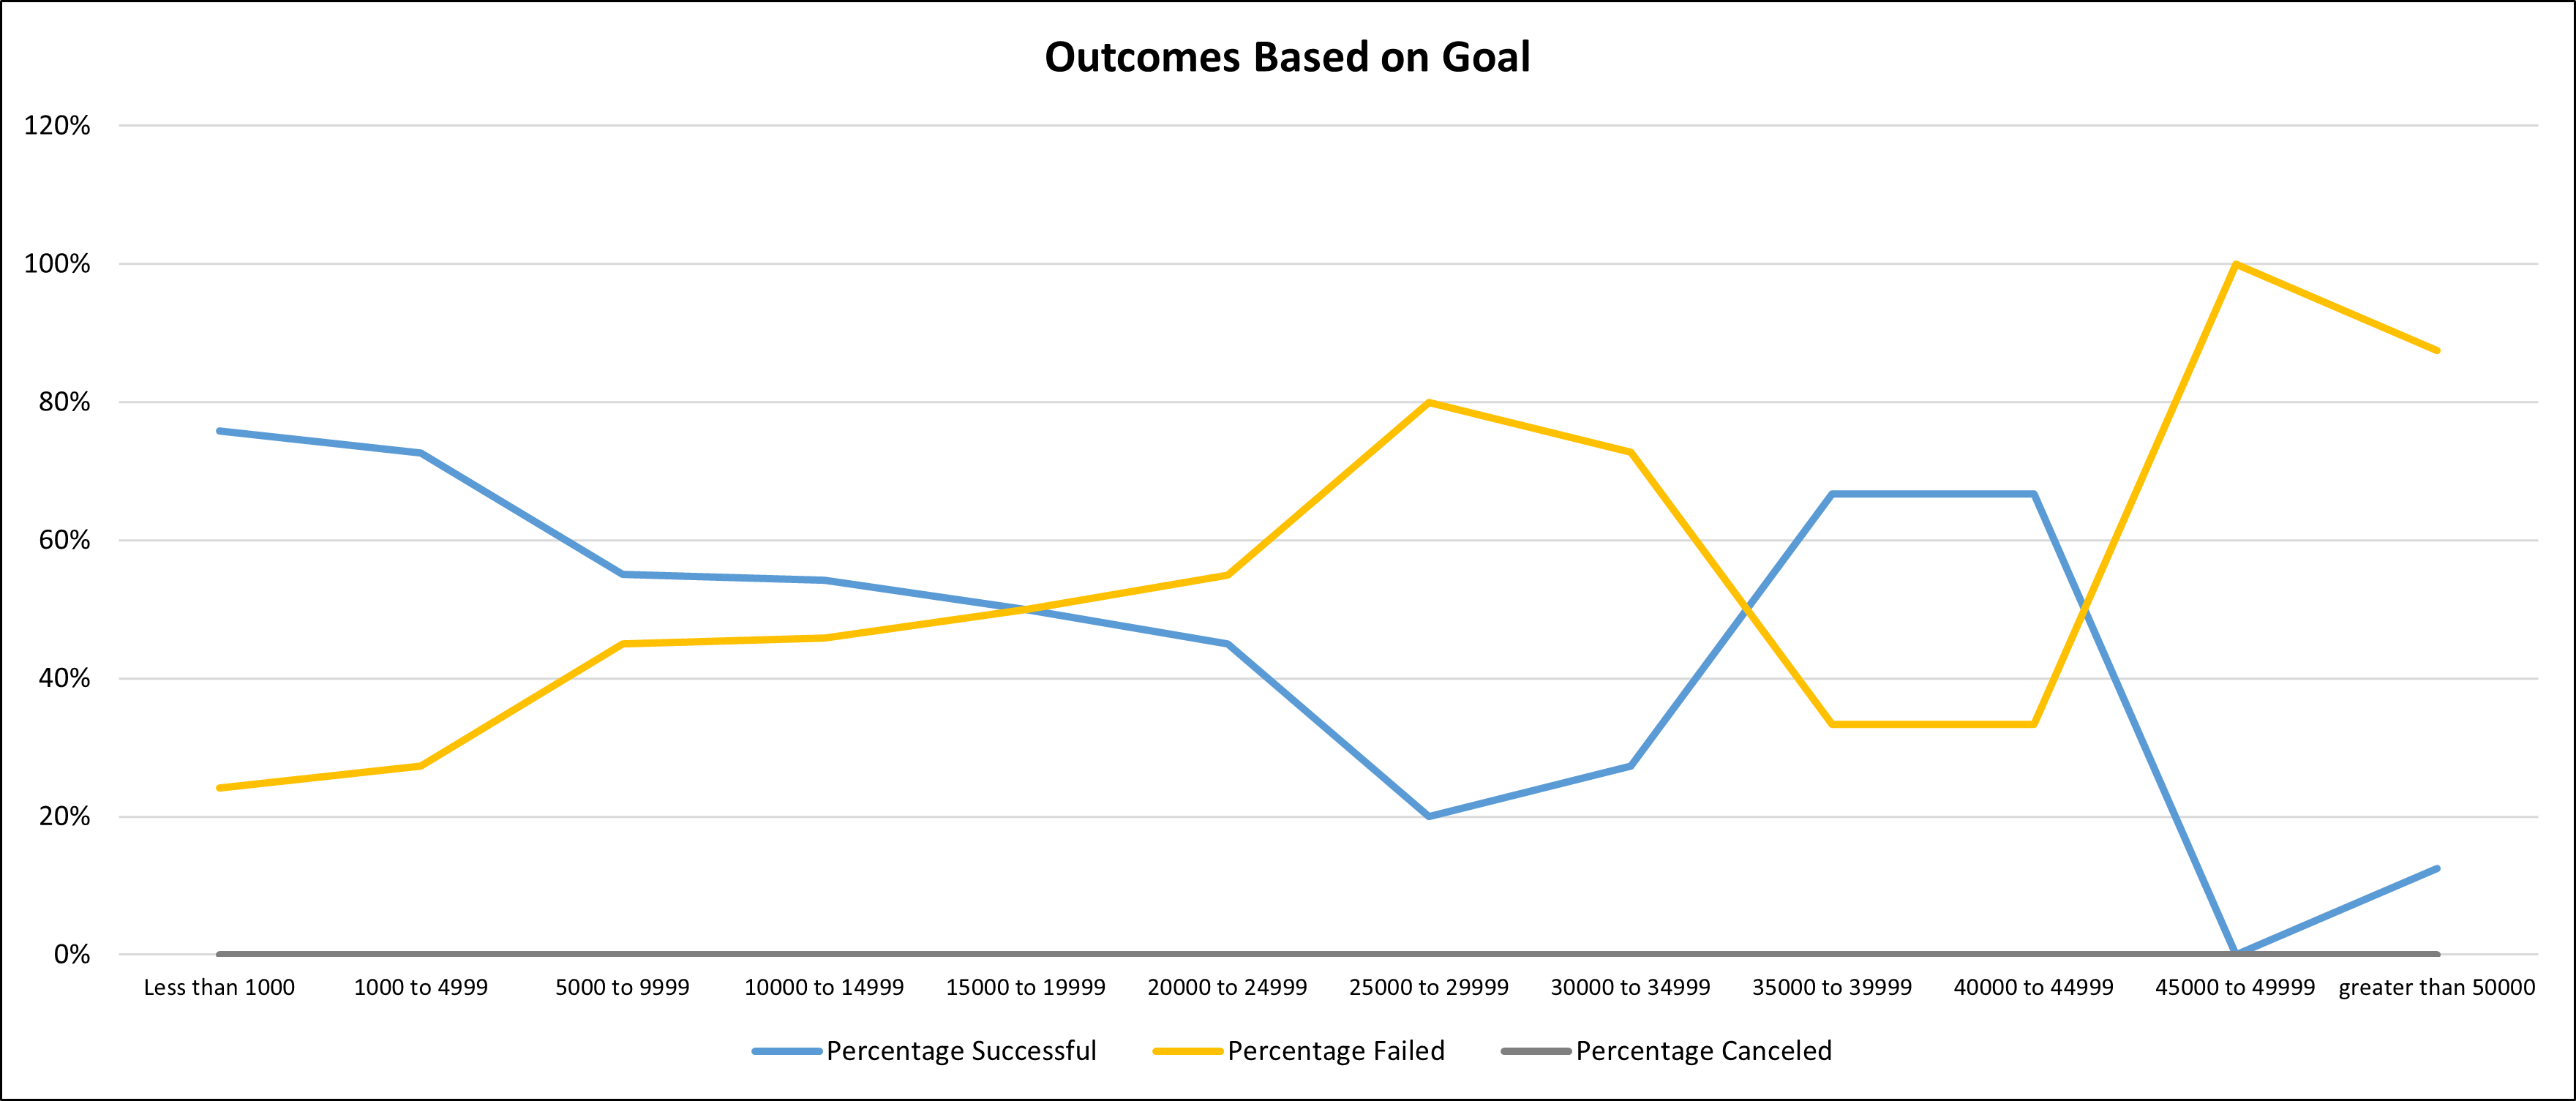 Outcomes Based on Goal
120%
100%
80%
60%
40%
20%
0%
Less than 1000 1000 to 4999 5000 to 9999 10000 to 14999 15000 to 19999 20000 to 24999 25000 to 29999 30000 to 34999 35000 to 39999 40000 to 44999 45000 to 49999 greater than 50000
Percentage Successful Percentage Failed Percentage Canceled